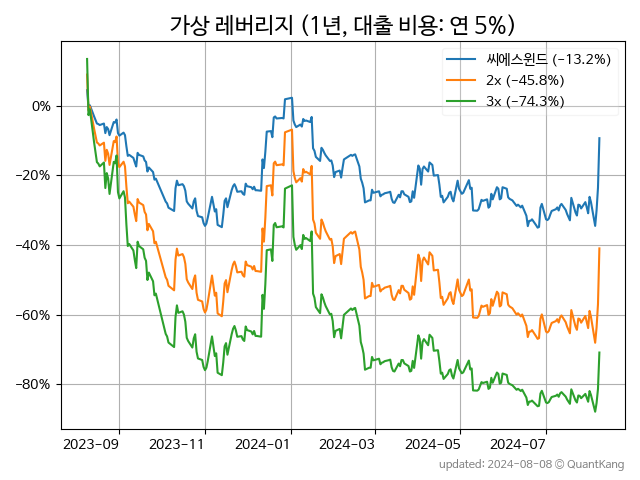 가상 레버리지 (1년, 대출 비용: 연 5%)
씨에스윈드 (−13.2%)
2x (−45.8%)
3x (−74.3%)
0%
−20%
−40%
−60%
−80%
2023-09 2023-11 2024-01 2024-03 2024-05 2024-07
updated: 2024-08-08 © QuantKang